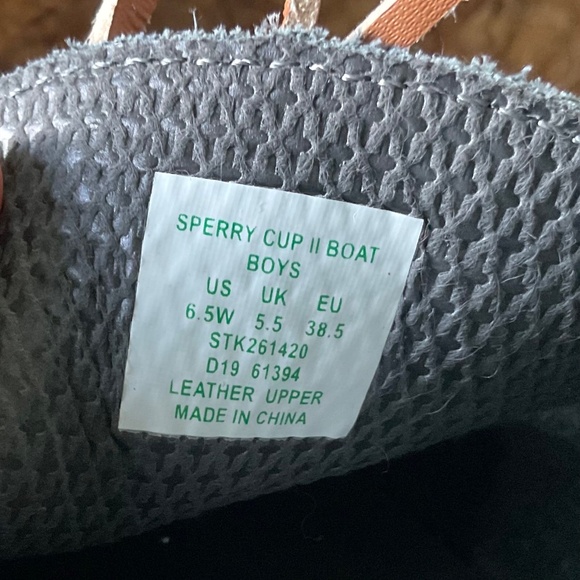 SPERRY CUP II BOAT
BOYS
US UK EU
6.5W 5.5 38.5
STK261420
D19 61394
LEATHER UPPER
MADE IN CHINA